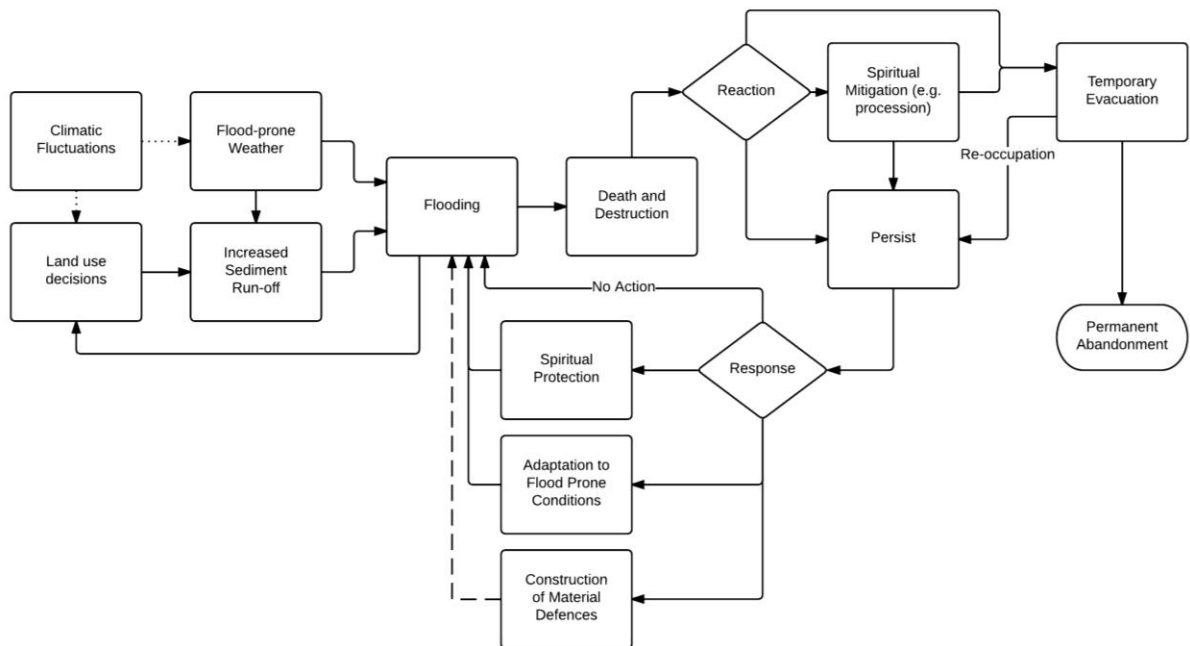 Climatic
Fluctuations
Flood-prone
Weather
Land use
decisions
Increased
Sediment
Run-off
Flooding
Death and
Destruction
Reaction
Spiritual
Mitigation (e.g.
procession)
Temporary
Evacuation
Re-occupation
Persist
Permanent
Abandonment
No Action
Response
Spiritual
Protection
Adaptation to
Flood Prone
Conditions
Construction
of Material
Defences